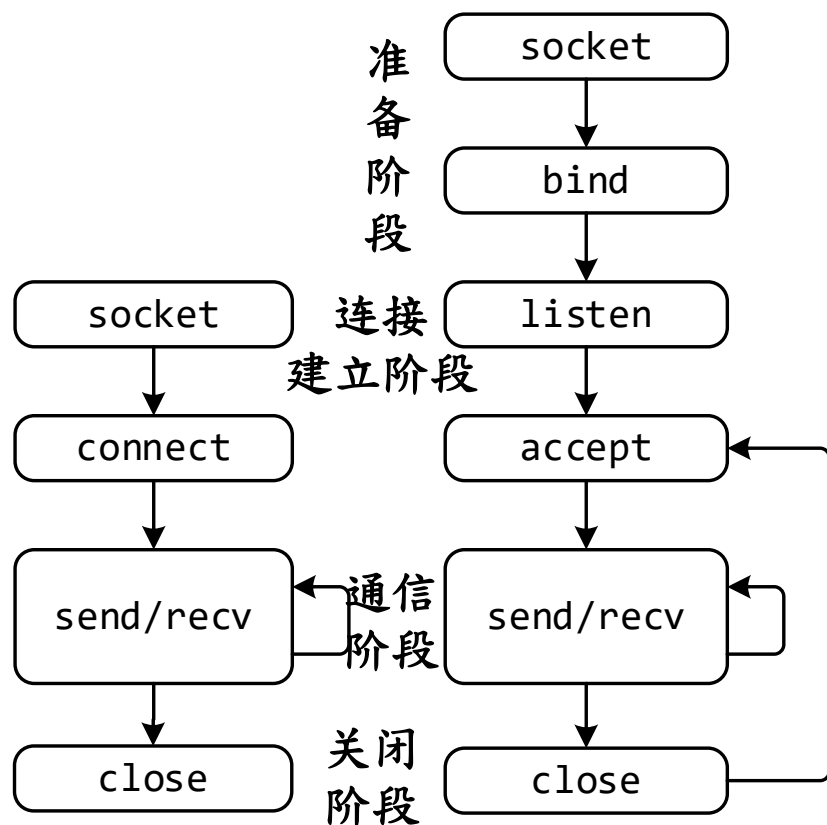 socket
准
备
阶
段
bind
socket
连接
建立阶段
listen
connect
accept
send/recv
通信
阶段
send/recv
close
关闭
阶段
close